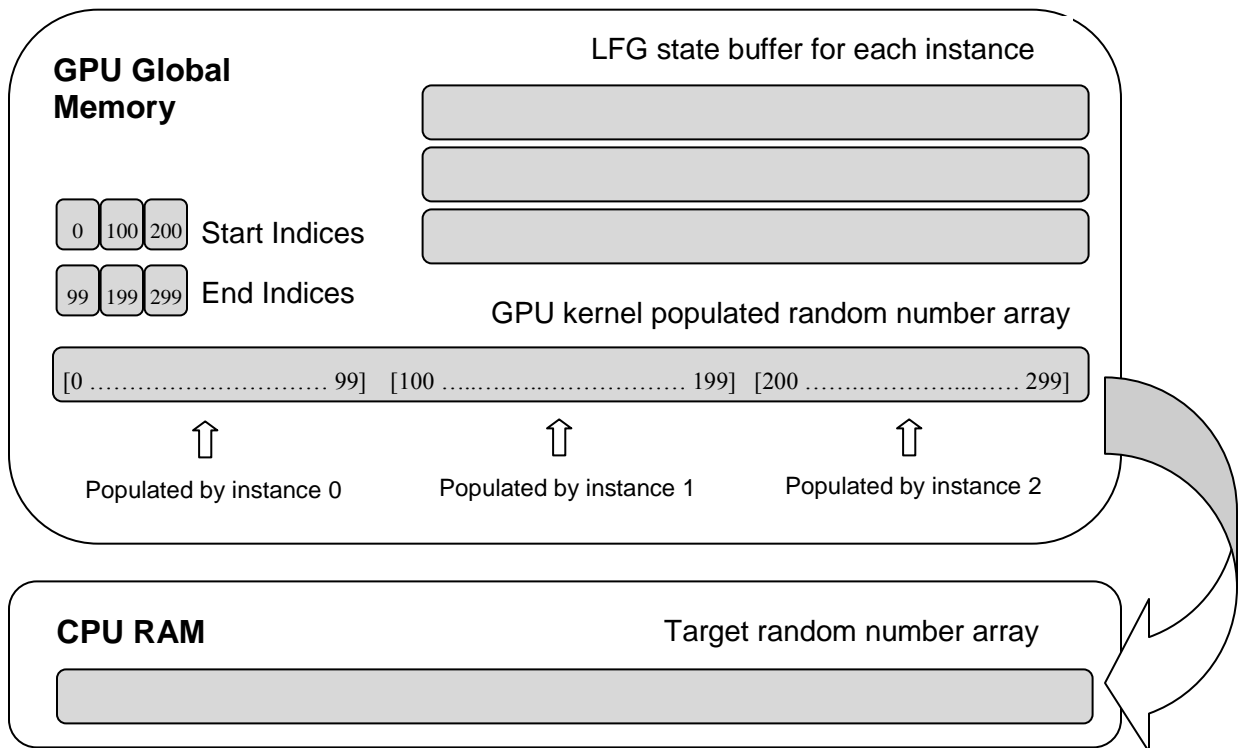 LFG state buffer for each instance
GPU Global
Memory
0 100 200 Start Indices
99 199 299 End Indices
GPU kernel populated random number array
[0 ………………………… 99] [100 …..……..…………………… 199] [200 …….…………...…… 299]
Populated by instance 0 Populated by instance 1 Populated by instance 2
CPU RAM Target random number array